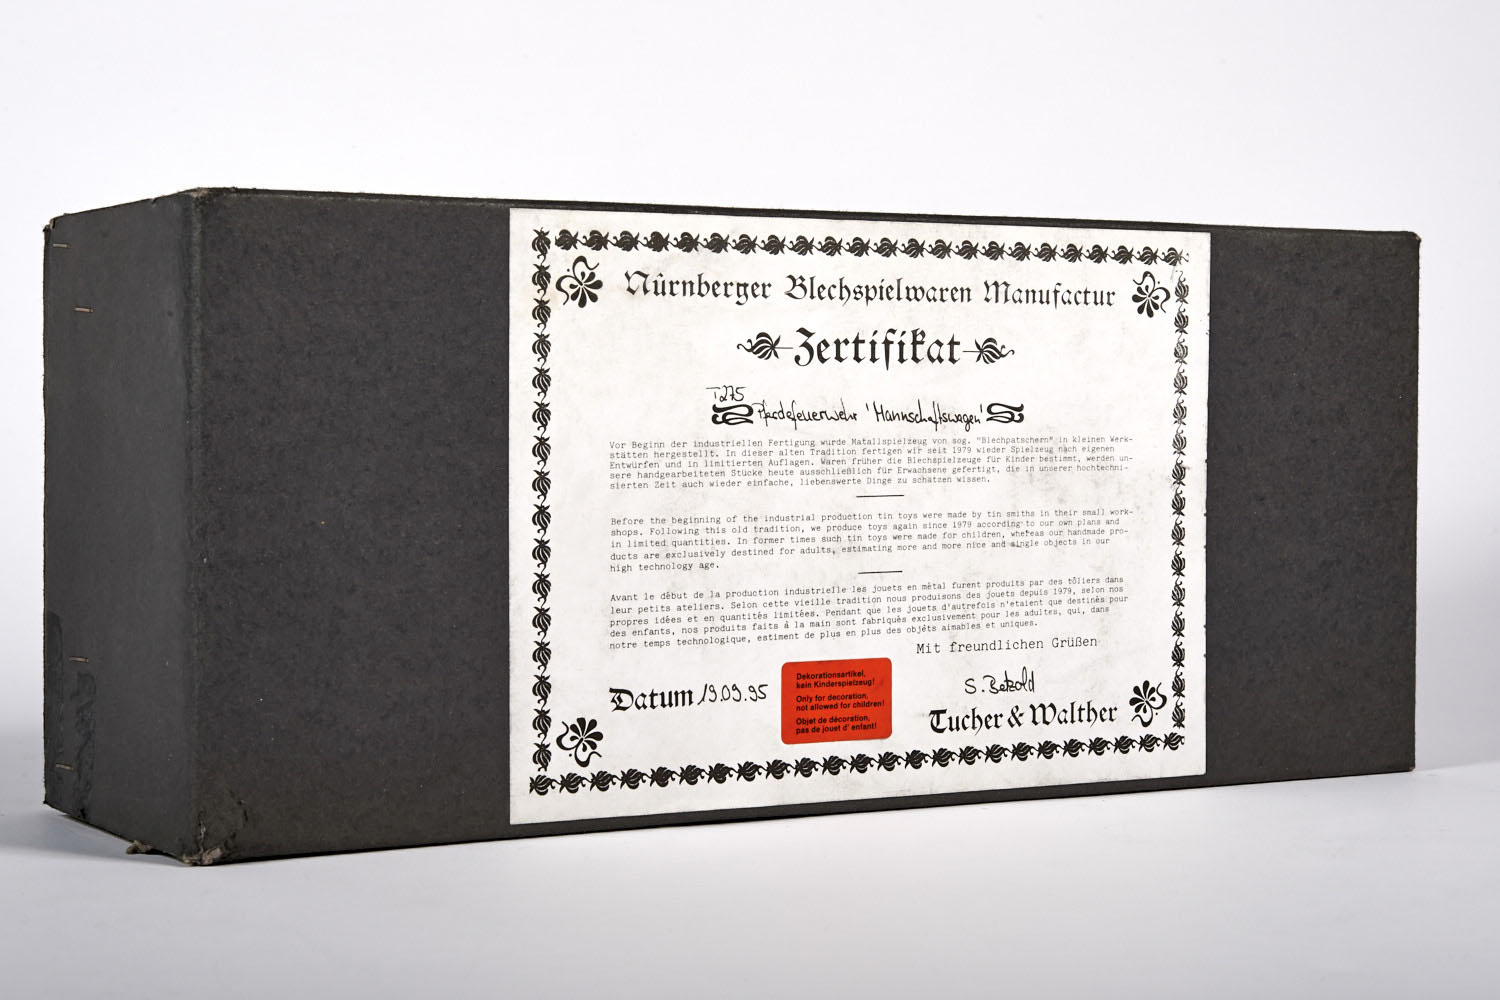 Nürnberger Blechspielwaren Manufactur
Zertifikat
T275
Pferdefeuerwehr 'Mannschaftswagen'
Vor Beginn der industriellen Fertigung wurde Matallspielzeug von sog. "Blechpatschern" in kleinen Werk-
stätten hergestellt. In dieser alten Tradition fertigen wir seit 1979 wieder Spielzeug nach eigenen
Entwürfen und in limitierten Auflagen. Waren früher die Blechspielzeuge für Kinder bestimmt, werden un-
sere handgearbeiteten Stücke heute ausschließlich für Erwachsene gefertigt, die in unserer hochtechni-
sierten Zeit auch wieder einfache, liebenswerte Dinge zu schätzen wissen.
Before the beginning of the industrial production tin toys were made by tin smiths in their small work-
shops. Following this old tradition, we produce toys again since 1979 according to our own plans and
in limited quantities. In former times such tin toys were made for children, whereas our handmade pro-
ducts are exclusively destined for adults, estimating more and more nice and single objects in our
high technology age.
Avant le début de la production industrielle les jouets en métal furent produits par des tôliers dans
leur petits ateliers. Selon cette vieille tradition nous produisons des jouets depuis 1979, selon nos
propres idées et en quantités limitées. Pendant que les jouets d'autrefois n'etaient que destinés pour
des enfants, nos produits faits à la main sont fabriqués exclusivement pour les adultes, qui, dans
notre temps technologique, estiment de plus en plus des objéts aimables et uniques.
Mit freundlichen Grüßen
Datum 19.09.95
Dekorationsartikel,
kein Kinderspielzeug!
Only for decoration,
not allowed for children!
Objet de décoration,
pas de jouet d' enfant!
S. Betzold
Tucher & Walther